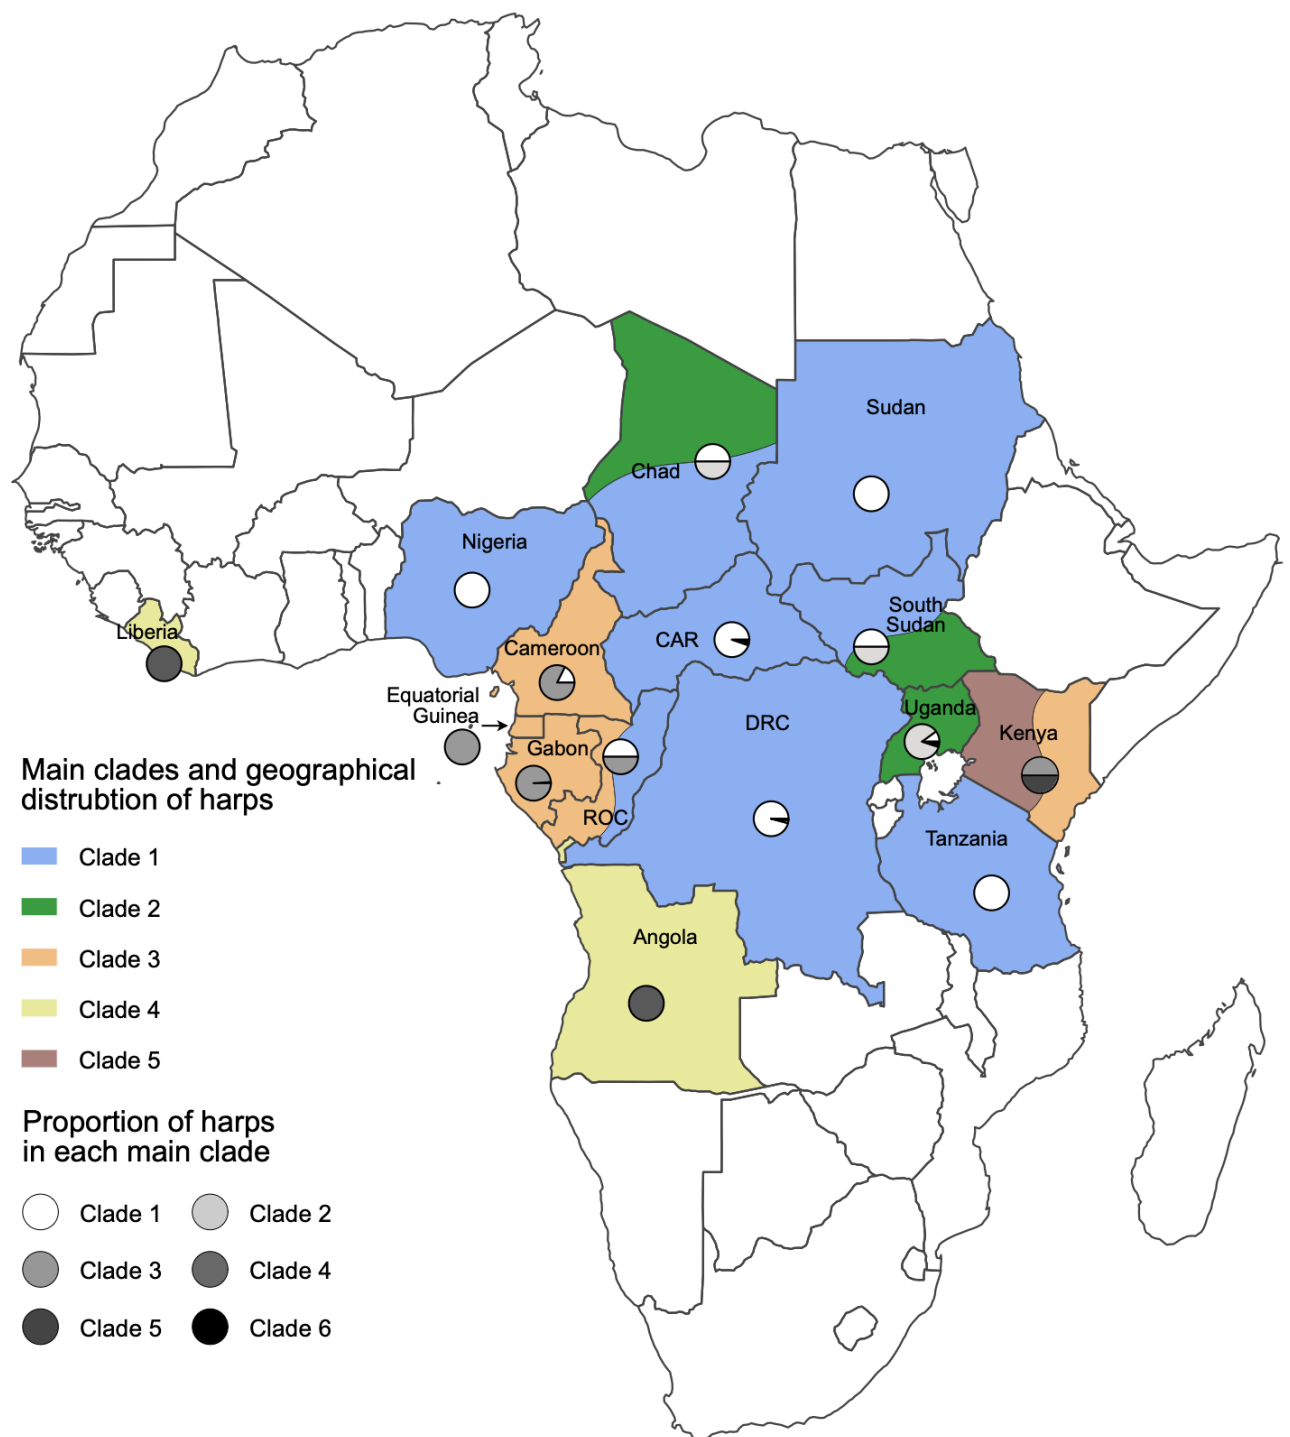 Sudan
Chad
Nigeria
South
Sudan
Liberia
CAR
Cameroon
Equatorial
Guinea
Uganda
DRC
Kenya
Gabon
ROC
Tanzania
Angola
Main clades and geographical
distrubtion of harps
Clade 1
Clade 2
Clade 3
Clade 4
Clade 5
Proportion of harps
in each main clade
Clade 1 Clade 2
Clade 3 Clade 4
Clade 5 Clade 6